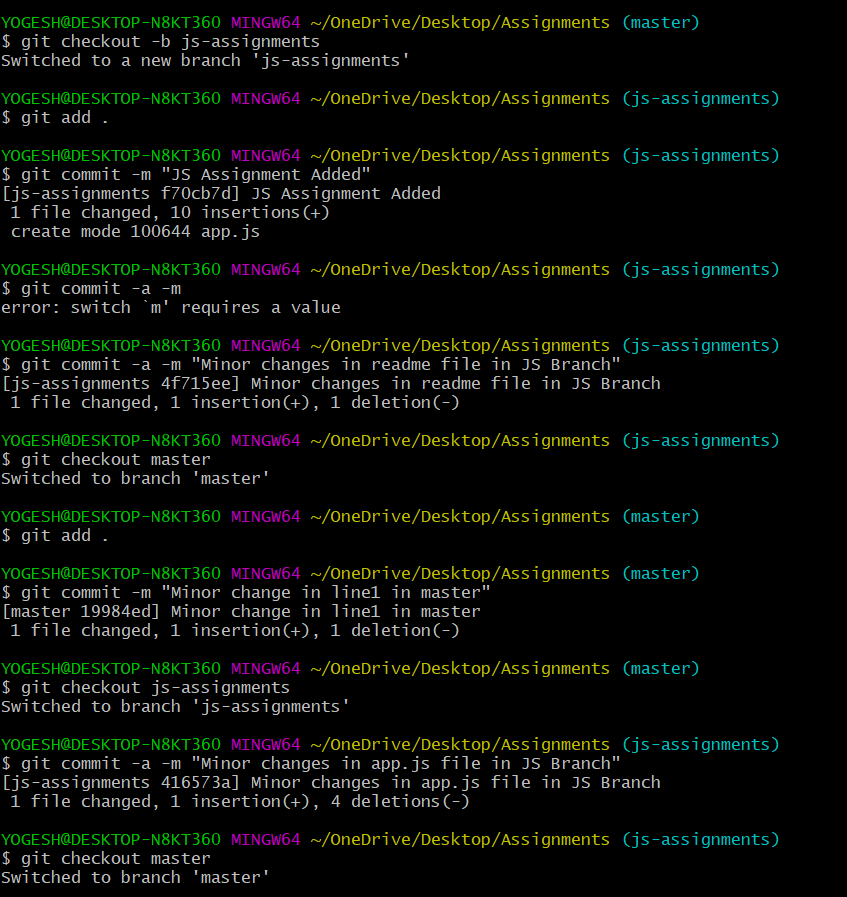 YOGESH@DESKTOP-N8KT360 MINGW64 ~/OneDrive/Desktop/Assignments (master)
$ git checkout -b js-assignments
Switched to a new branch 'js-assignments'
YOGESH@DESKTOP-N8KT360 MINGW64 ~/OneDrive/Desktop/Assignments (js-assignments)
$ git add .
YOGESH@DESKTOP-N8KT360 MINGW64 ~/OneDrive/Desktop/Assignments (js-assignments)
$ git commit -m "JS Assignment Added"
[js-assignments f70cb7d] JS Assignment Added
1 file changed, 10 insertions(+)
create mode 100644 app.js
YOGESH@DESKTOP-N8KT360 MINGW64 ~/OneDrive/Desktop/Assignments (js-assignments)
$ git commit -a -m
error: switch `m' requires a value
YOGESH@DESKTOP-N8KT360 MINGW64 ~/OneDrive/Desktop/Assignments (js-assignments)
$ git commit -a -m "Minor changes in readme file in JS Branch"
[js-assignments 4f715ee] Minor changes in readme file in JS Branch
1 file changed, 1 insertion(+), 1 deletion(-)
YOGESH@DESKTOP-N8KT360 MINGW64 ~/OneDrive/Desktop/Assignments (js-assignments)
$ git checkout master
Switched to branch 'master'
YOGESH@DESKTOP-N8KT360 MINGW64 ~/OneDrive/Desktop/Assignments (master)
$ git add .
YOGESH@DESKTOP-N8KT360 MINGW64 ~/OneDrive/Desktop/Assignments (master)
$ git commit -m "Minor change in line1 in master"
[master 19984ed] Minor change in line1 in master
1 file changed, 1 insertion(+), 1 deletion(-)
YOGESH@DESKTOP-N8KT360 MINGW64 ~/OneDrive/Desktop/Assignments (master)
$ git checkout js-assignments
Switched to branch 'js-assignments'
YOGESH@DESKTOP-N8KT360 MINGW64 ~/OneDrive/Desktop/Assignments (js-assignments)
$ git commit -a -m "Minor changes in app.js file in JS Branch"
[js-assignments 416573a] Minor changes in app.js file in JS Branch
1 file changed, 1 insertion(+), 4 deletions(-)
YOGESH@DESKTOP-N8KT360 MINGW64 ~/OneDrive/Desktop/Assignments (js-assignments)
$ git checkout master
Switched to branch 'master'